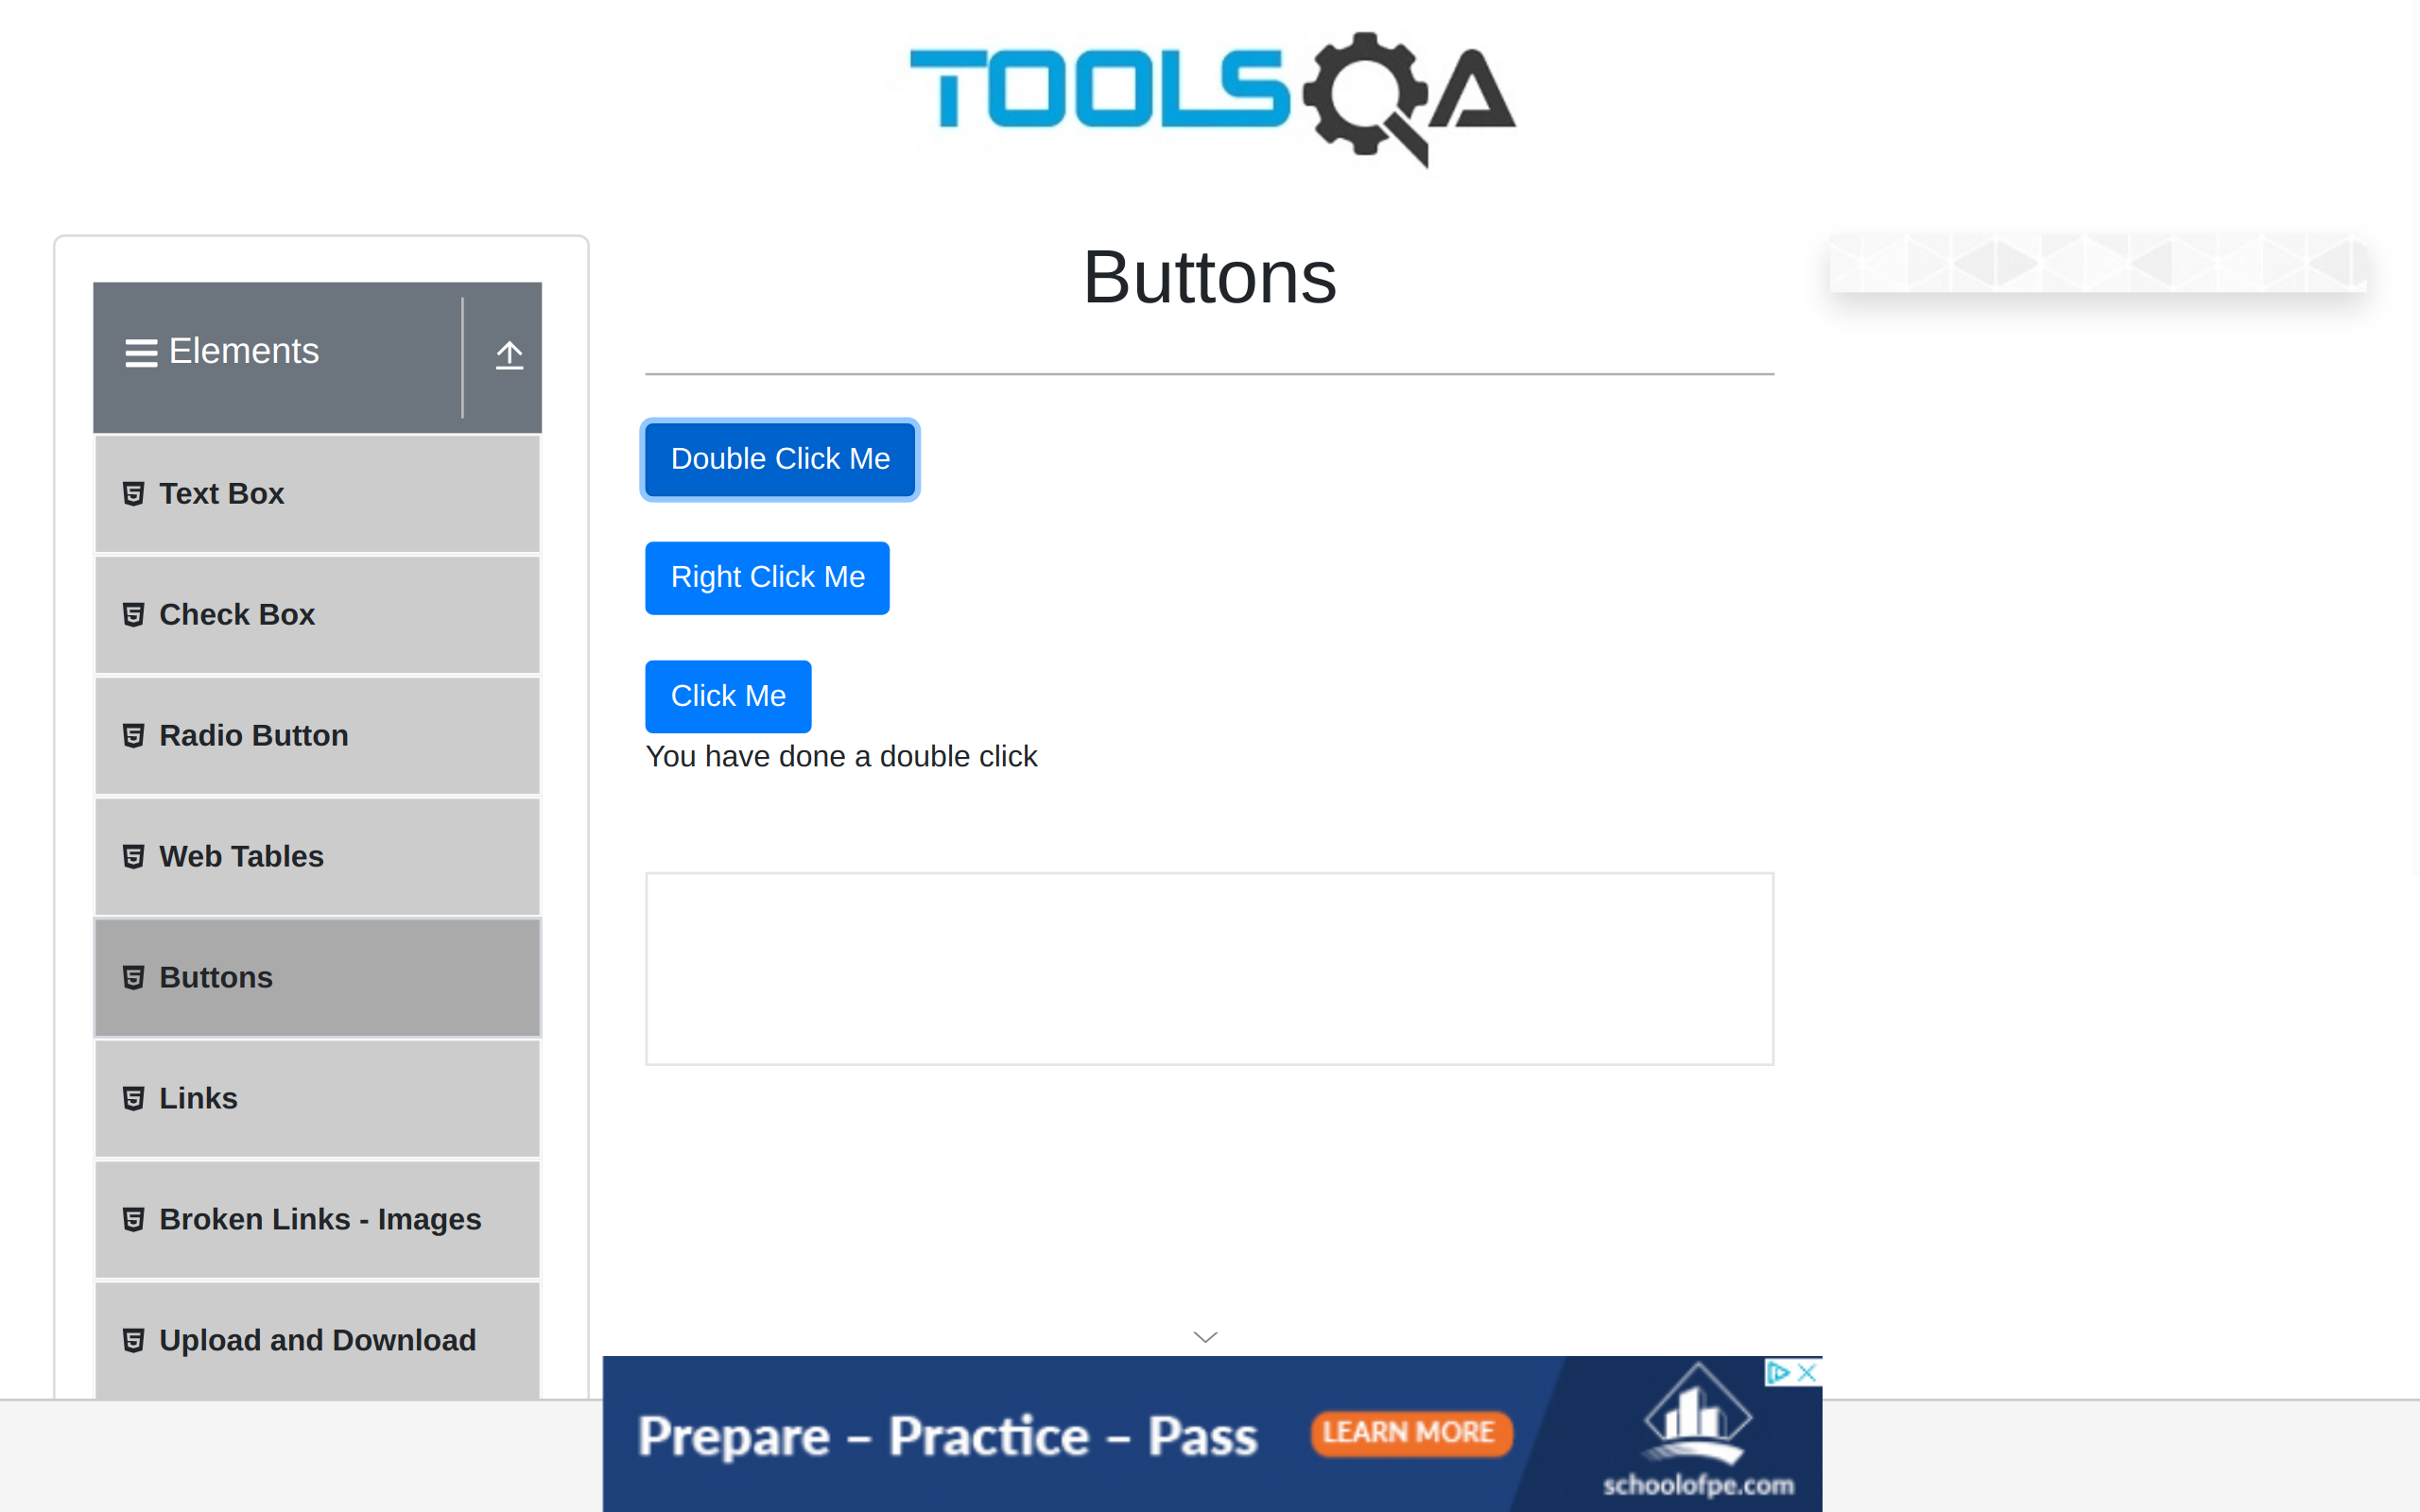 TOOLSQA
Buttons
Elements
Text Box
Check Box
Radio Button
Web Tables
Buttons
Links
Broken Links - Images
Upload and Download
Double Click Me
Right Click Me
Click Me
You have done a double click
Prepare – Practice – Pass
LEARN MORE
schoolofpe.com